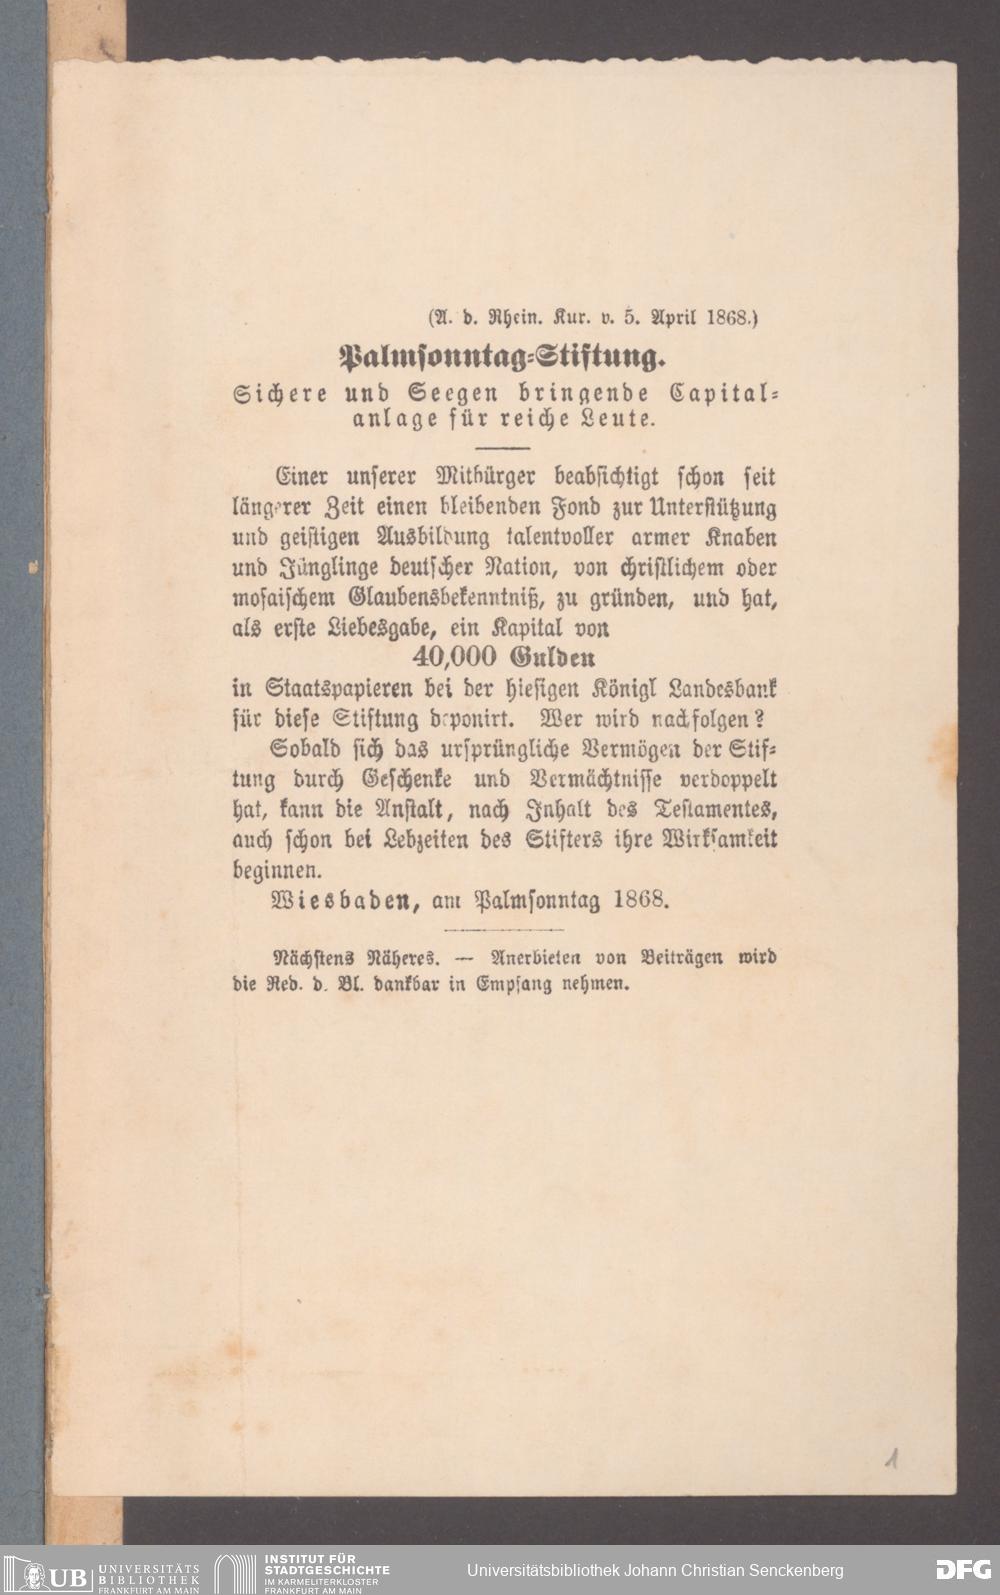 (A. d. Rhein. Kur. v. 5. April 1868.)
Palmsonntag-Stiftung.
Sichere und Seegen bringende Capital-
anlage für reiche Leute.
Einer unserer Mitbürger beabsichtigt schon seit
längerer Zeit einen bleibenden Fond zur Unterstützung
und geistigen Ausbildung talentvoller armer Knaben
und Jünglinge deutscher Nation, von christlichem oder
mosaischem Glaubensbekenntniß, zu gründen, und hat,
als erste Liebesgabe, ein Kapital von
40,000 Gulden
in Staatspapieren bei der hiesigen Königl Landesbank
für diese Stiftung deponirt. Wer wird nachfolgen?
Sobald sich das ursprüngliche Vermögen der Stif-
tung durch Geschenke und Vermächtnisse verdoppelt
hat, kann die Anstalt, nach Inhalt des Testamentes,
auch schon bei Lebzeiten des Stifters ihre Wirksamkeit
beginnen.
Wiesbaden, am Palmsonntag 1868.
Nächstens Näheres. — Anerbieten von Beiträgen wird
die Red. d. Bl. dankbar in Empfang nehmen.
1
UB UNIVERSITÄTS
BIBLIOTHEK
FRANKFURT AM MAIN
INSTITUT FÜR
STADTGESCHICHTE
IM KARMELITERKLOSTER
FRANKFURT AM MAIN
Universitätsbibliothek Johann Christian Senckenberg
DFG